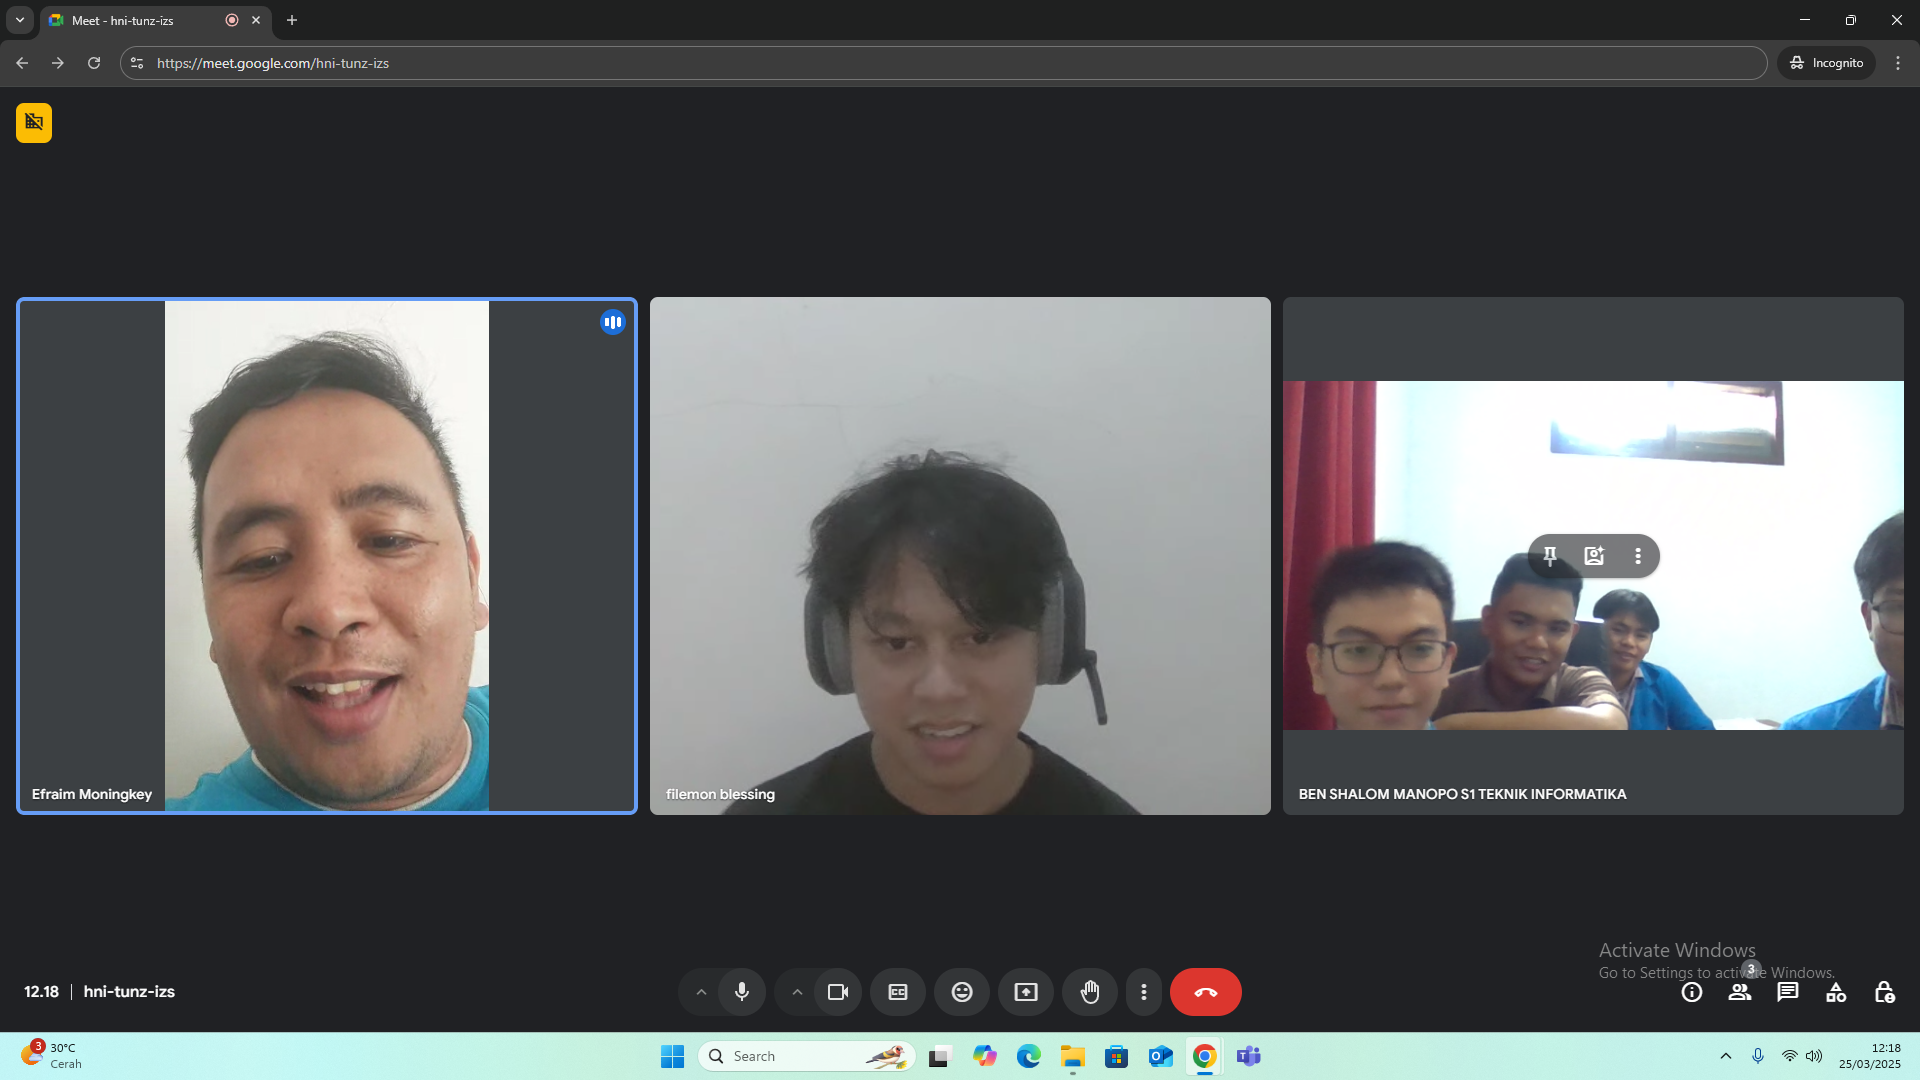 Meet - hni-tunz-izs
https://meet.google.com/hni-tunz-izs
Incognito
Efraim Moningkey
filemon blessing
BEN SHALOM MANOPO S1 TEKNIK INFORMATIKA
Activate Windows
Go to Settings to activate Windows.
3
12.18 | hni-tunz-izs
CC
3
30°C
Cerah
Search
12:18
25/03/2025